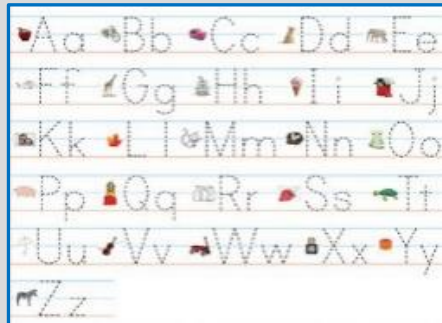 Aa Bb Cc Dd Ee
Ff Gg Hh Ii Jj
Kk Ll Mm Nn Oo
Pp Qq Rr Ss Tt
Uu Vv Ww Xx Yy
Zz